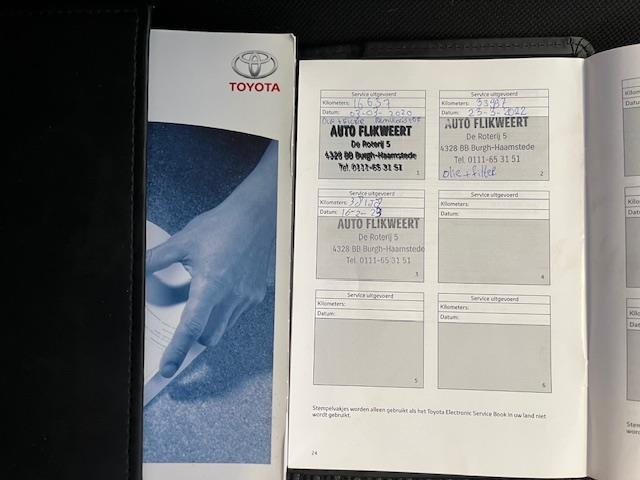 TOYOTA
Service uitgevoerd
Kilometers: 16.637
Datum: 03-03-2020
Olie + filter
AUTO FLIKWEERT
De Roterij 5
4328 BB Burgh-Haamstede
Tel. 0111-65 31 51
1
Service uitgevoerd
Kilometers:
Datum: 23-3-2022
AUTO FLIKWEERT
De Roterij 5
4328 BB Burgh-Haamstede
Tel. 0111-65 31 51
olie + filter
2
Service uitgevoerd
Kilometers:
Datum: 16-2-23
AUTO FLIKWEERT
De Roterij 5
4328 BB Burgh-Haamstede
Tel. 0111-65 31 51
3
Service uitgevoerd
Kilometers:
Datum:
4
Service uitgevoerd
Kilometers:
Datum:
5
Service uitgevoerd
Kilometers:
Datum:
6
Stempelvakjes worden alleen gebruikt als het Toyota Electronic Service Book in uw land niet
wordt gebruikt.
24